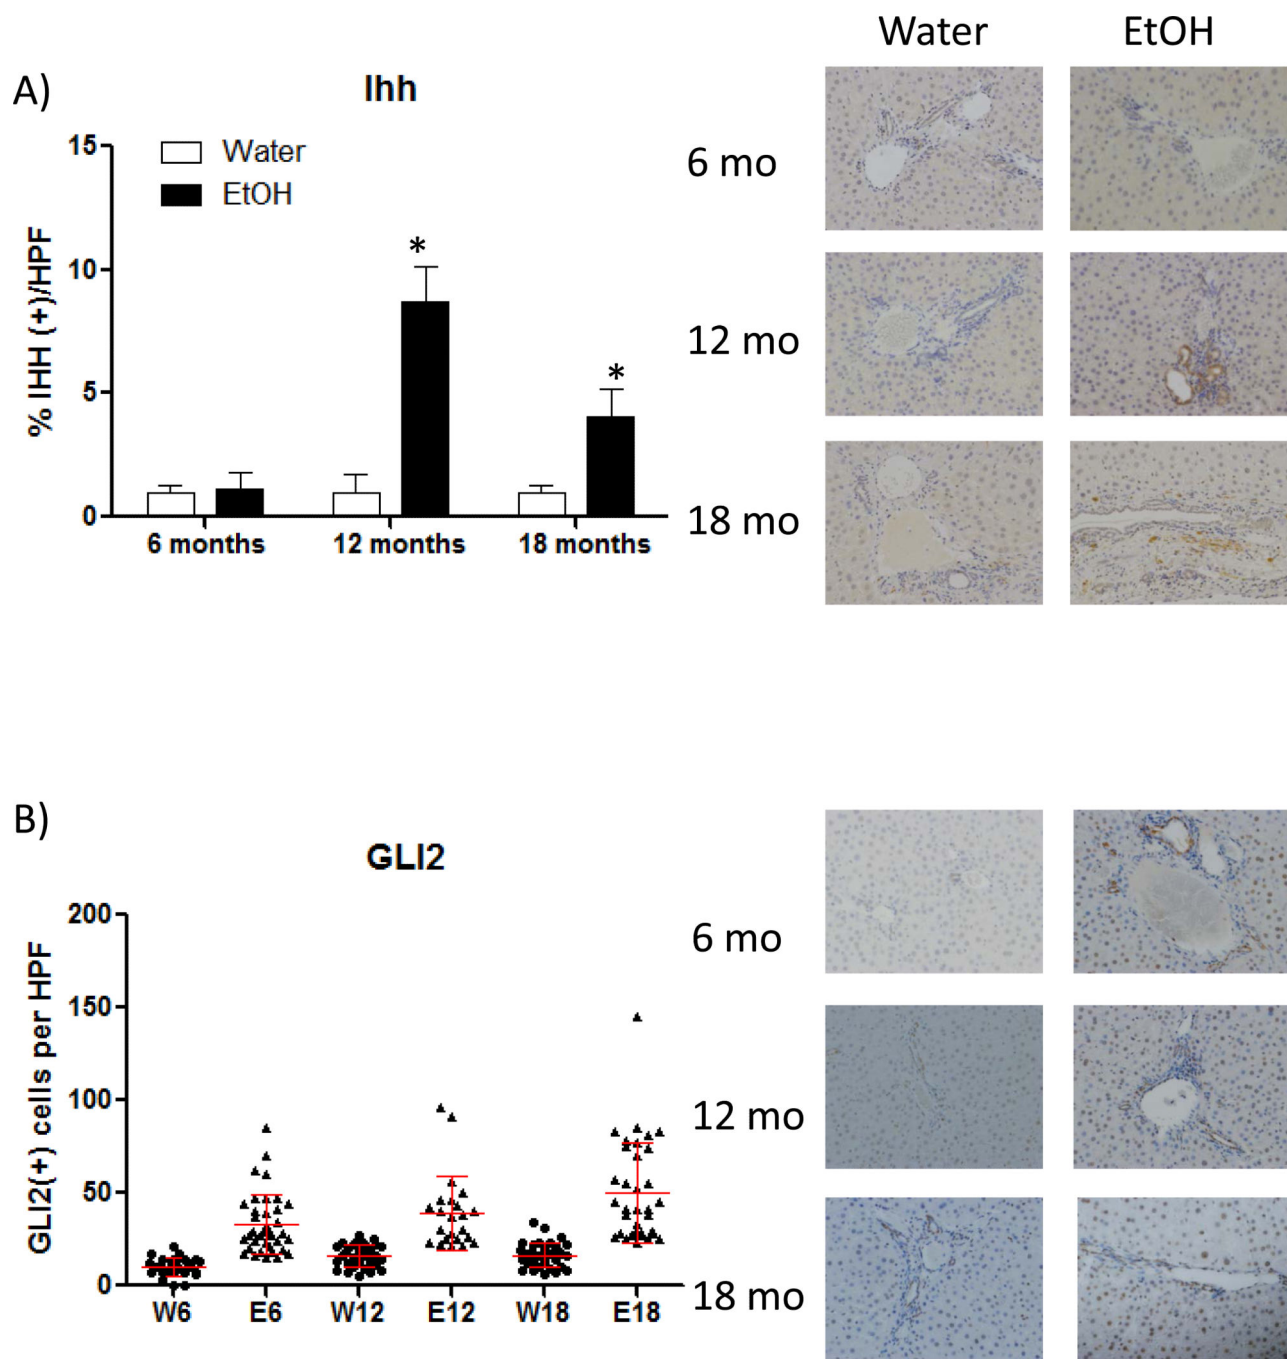 Water EtOH
A)
Ihh
% IHH (+)/HPF
15
10
5
0
Water
EtOH
*
*
6 months 12 months 18 months
6 mo
12 mo
18 mo
B)
GLI2
GLI2(+) cells per HPF
200
150
100
50
0
W6 E6 W12 E12 W18 E18
6 mo
12 mo
18 mo